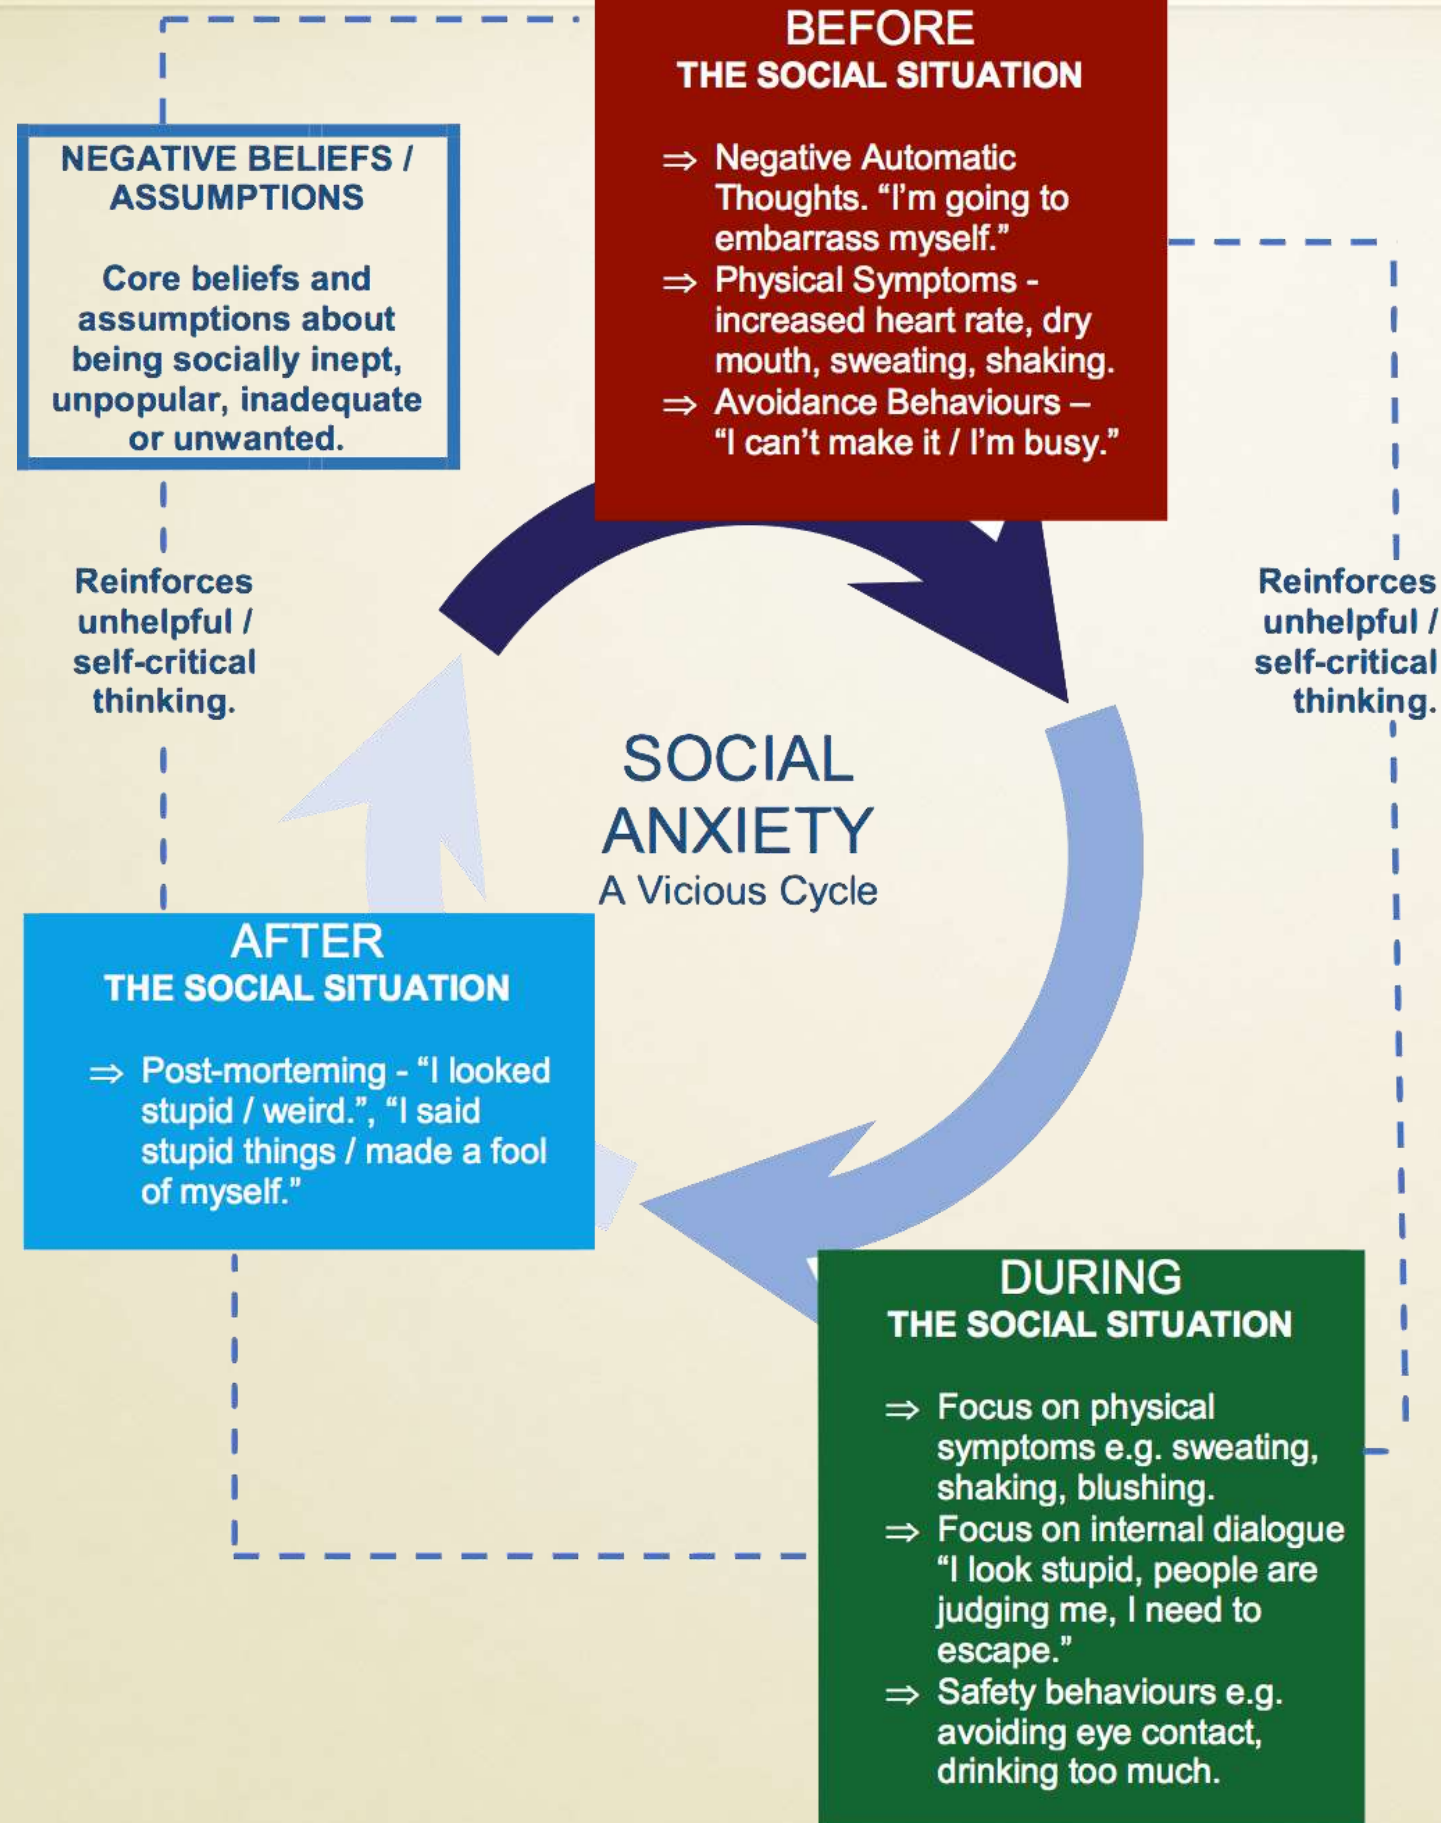 BEFORE
THE SOCIAL SITUATION
⇒ Negative Automatic
Thoughts. “I’m going to
embarrass myself.”
⇒ Physical Symptoms -
increased heart rate, dry
mouth, sweating, shaking.
⇒ Avoidance Behaviours –
“I can’t make it / I’m busy.”
NEGATIVE BELIEFS /
ASSUMPTIONS
Core beliefs and
assumptions about
being socially inept,
unpopular, inadequate
or unwanted.
Reinforces
unhelpful /
self-critical
thinking.
Reinforces
unhelpful /
self-critical
thinking.
SOCIAL
ANXIETY
A Vicious Cycle
AFTER
THE SOCIAL SITUATION
⇒ Post-morteming - “I looked
stupid / weird.”, “I said
stupid things / made a fool
of myself.”
DURING
THE SOCIAL SITUATION
⇒ Focus on physical
symptoms e.g. sweating,
shaking, blushing.
⇒ Focus on internal dialogue
“I look stupid, people are
judging me, I need to
escape.”
⇒ Safety behaviours e.g.
avoiding eye contact,
drinking too much.